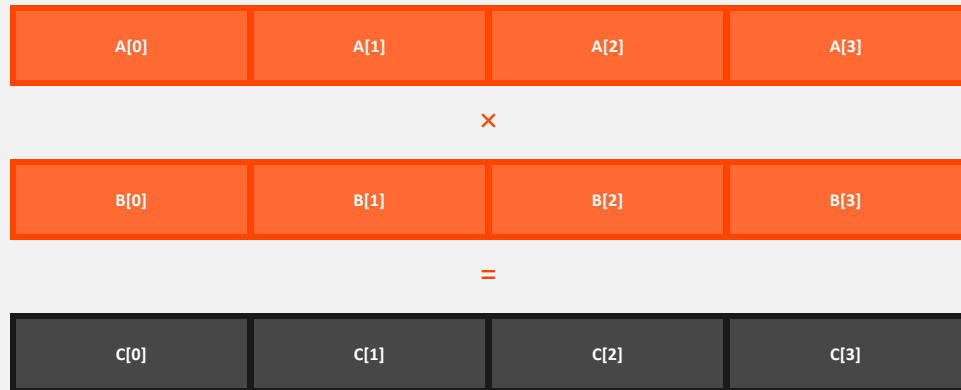 A[0] A[1] A[2] A[3]
×
B[0] B[1] B[2] B[3]
=
C[0] C[1] C[2] C[3]